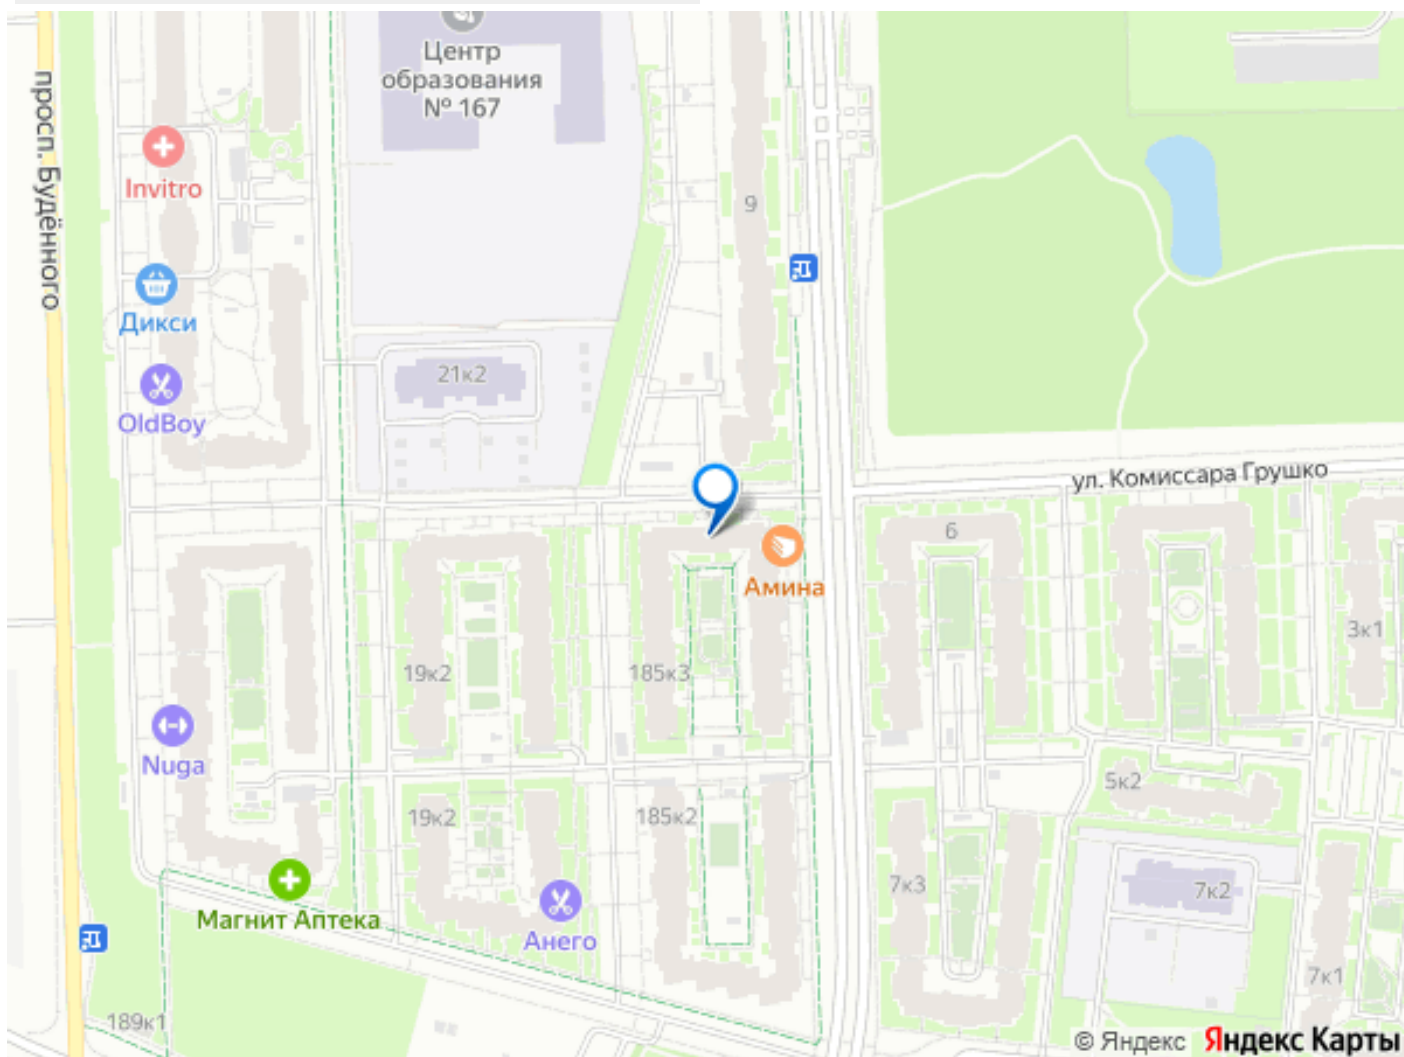 Центр
образования
№ 167
просп. Будённого
Invitro
9
Дикси
21к2
OldBoy
ул. Комиссара Грушко
6
Амина
3к1
19к2
185к3
Nuga
5к2
19к2
185к2
7к3
7к2
Магнит Аптека
Анего
7к1
189к1
© Яндекс Яндекс Карты